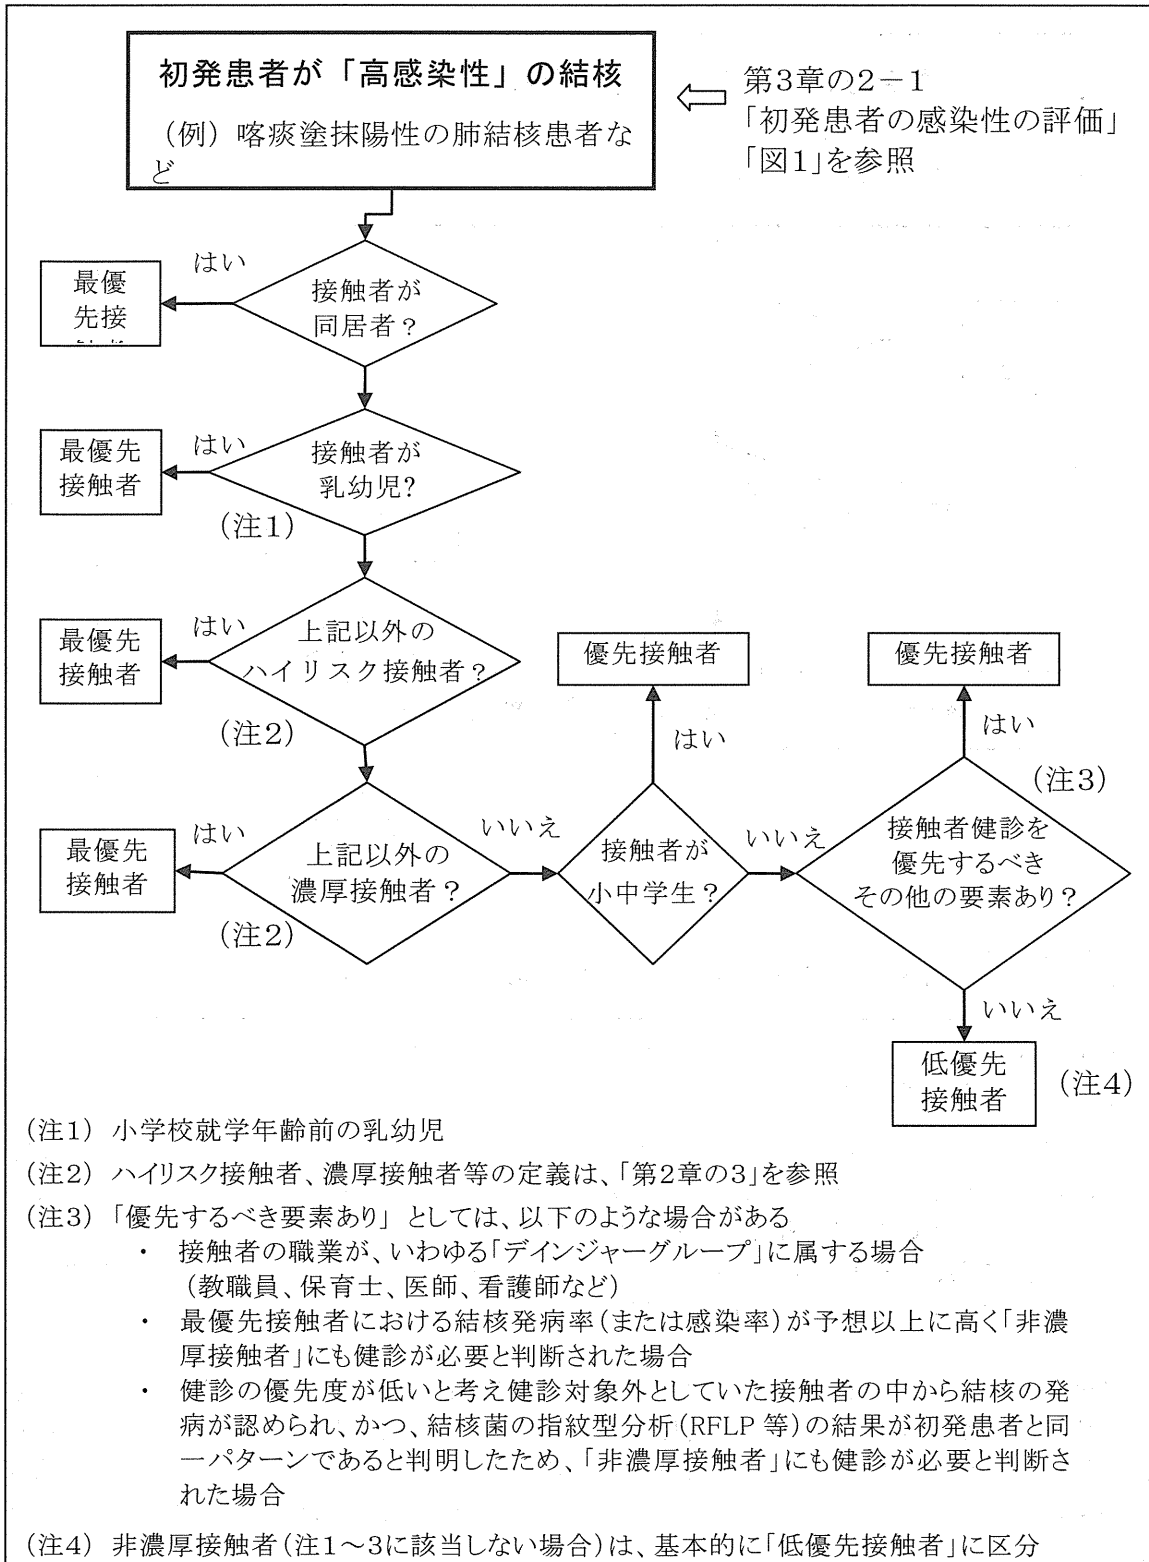 初発患者が「高感染性」の結核
(例)喀痰塗抹陽性の肺結核患者な
ど
第3章の2-1
「初発患者の感染性の評価」
「図1」を参照
はい
最優
先接
接触者が
同居者?
はい
最優先
接触者
接触者が
乳幼児?
(注1)
はい
最優先
接触者
上記以外の
ハイリスク接触者?
(注2)
優先接触者
優先接触者
はい
はい
(注3)
はい
最優先
接触者
上記以外の
濃厚接触者?
(注2)
いいえ
接触者が
小中学生?
いいえ
接触者健診を
優先するべき
その他の要素あり?
いいえ
低優先
接触者
(注4)
(注1) 小学校就学年齢前の乳幼児
(注2) ハイリスク接触者、濃厚接触者等の定義は、「第2章の3」を参照
(注3) 「優先するべき要素あり」 としては、以下のような場合がある
・ 接触者の職業が、いわゆる「デインジャーグループ」に属する場合
(教職員、保育士、医師、看護師など)
・ 最優先接触者における結核発病率(または感染率)が予想以上に高く「非濃
厚接触者」にも健診が必要と判断された場合
・ 健診の優先度が低いと考え健診対象外としていた接触者の中から結核の発
病が認められ、かつ、結核菌の指紋型分析(RFLP 等)の結果が初発患者と同
一パターンであると判明したため、「非濃厚接触者」にも健診が必要と判断さ
れた場合
(注4) 非濃厚接触者(注1~3に該当しない場合)は、基本的に「低優先接触者」に区分